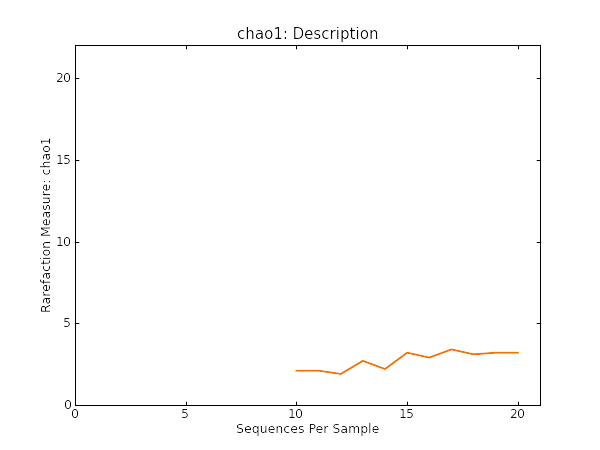 chao1: Description
20
15
10
5
0
0 5 10 15 20
Rarefaction Measure: chao1
Sequences Per Sample